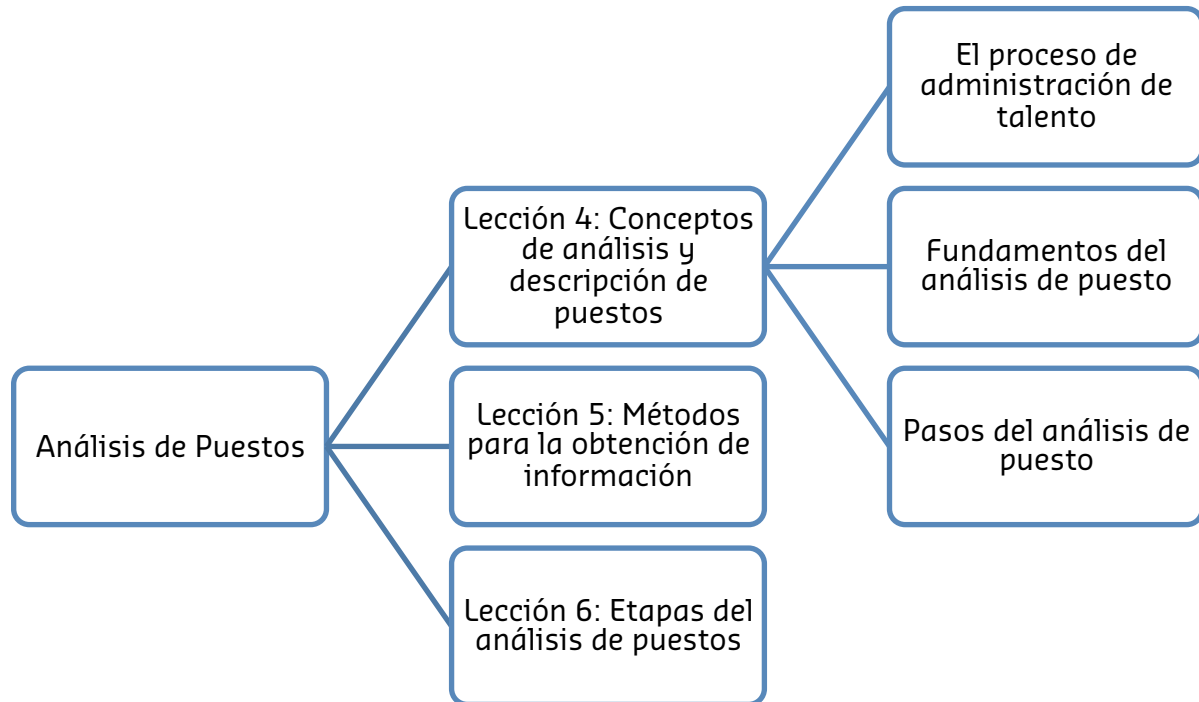 Análisis de Puestos
Lección 4: Conceptos
de análisis y
descripción de
puestos
Lección 5: Métodos
para la obtención de
información
Lección 6: Etapas del
análisis de puestos
El proceso de
administración de
talento
Fundamentos del
análisis de puesto
Pasos del análisis de
puesto